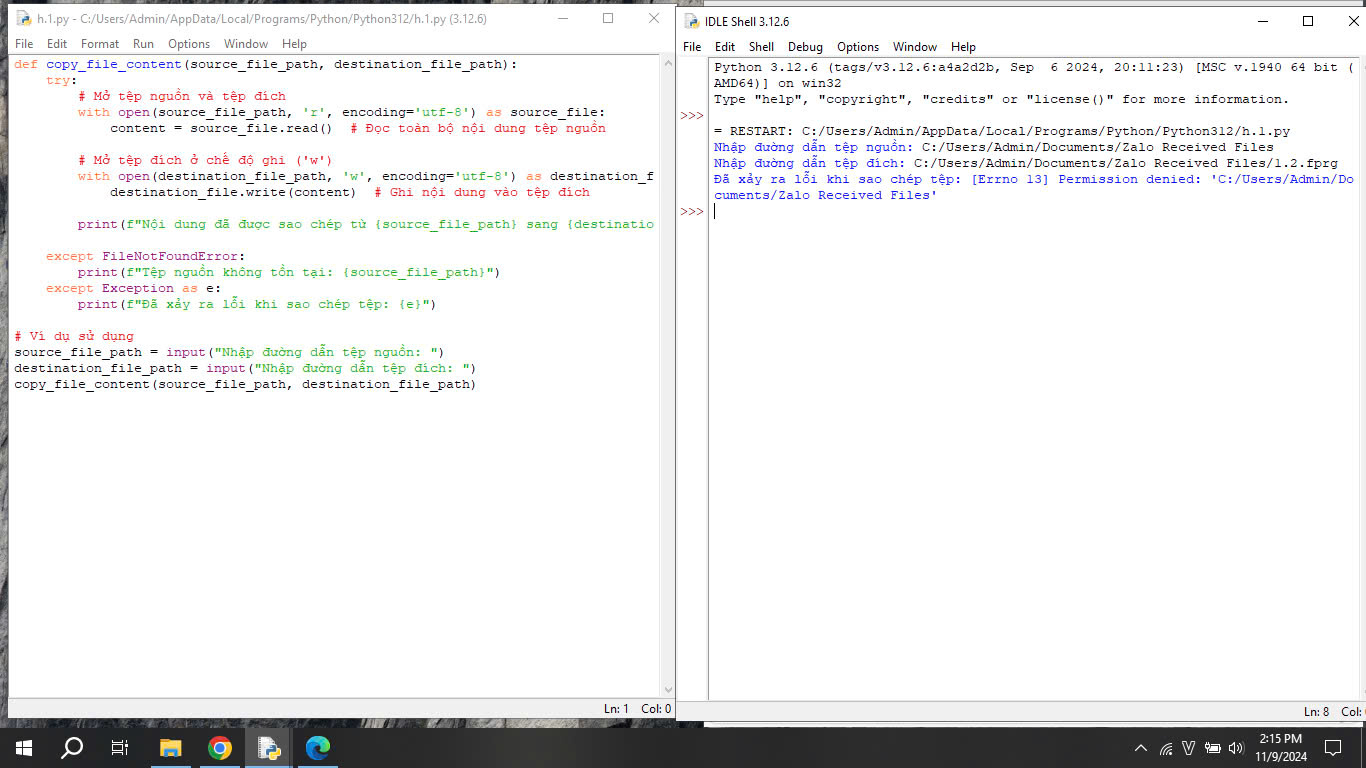 h.1.py - C:/Users/Admin/AppData/Local/Programs/Python/Python312/h.1.py (3.12.6)
File Edit Format Run Options Window Help
def copy_file_content(source_file_path, destination_file_path):
    try:
        # Mở tệp nguồn và tệp đích
        with open(source_file_path, 'r', encoding='utf-8') as source_file:
            content = source_file.read()  # Đọc toàn bộ nội dung tệp nguồn
        # Mở tệp đích ở chế độ ghi ('w')
        with open(destination_file_path, 'w', encoding='utf-8') as destination_f
            destination_file.write(content)  # Ghi nội dung vào tệp đích
        print(f"Nội dung đã được sao chép từ {source_file_path} sang {destinatio
    except FileNotFoundError:
        print(f"Tệp nguồn không tồn tại: {source_file_path}")
    except Exception as e:
        print(f"Đã xảy ra lỗi khi sao chép tệp: {e}")
# Ví dụ sử dụng
source_file_path = input("Nhập đường dẫn tệp nguồn: ")
destination_file_path = input("Nhập đường dẫn tệp đích: ")
copy_file_content(source_file_path, destination_file_path)
Ln: 1 Col: 0
IDLE Shell 3.12.6
File Edit Shell Debug Options Window Help
Python 3.12.6 (tags/v3.12.6:a4a2d2b, Sep  6 2024, 20:11:23) [MSC v.1940 64 bit (
AMD64)] on win32
Type "help", "copyright", "credits" or "license()" for more information.
>>>
= RESTART: C:/Users/Admin/AppData/Local/Programs/Python/Python312/h.1.py
Nhập đường dẫn tệp nguồn: C:/Users/Admin/Documents/Zalo Received Files
Nhập đường dẫn tệp đích: C:/Users/Admin/Documents/Zalo Received Files/1.2.fprg
Đã xảy ra lỗi khi sao chép tệp: [Errno 13] Permission denied: 'C:/Users/Admin/Do
cuments/Zalo Received Files'
>>>
Ln: 8 Col:
2:15 PM
11/9/2024